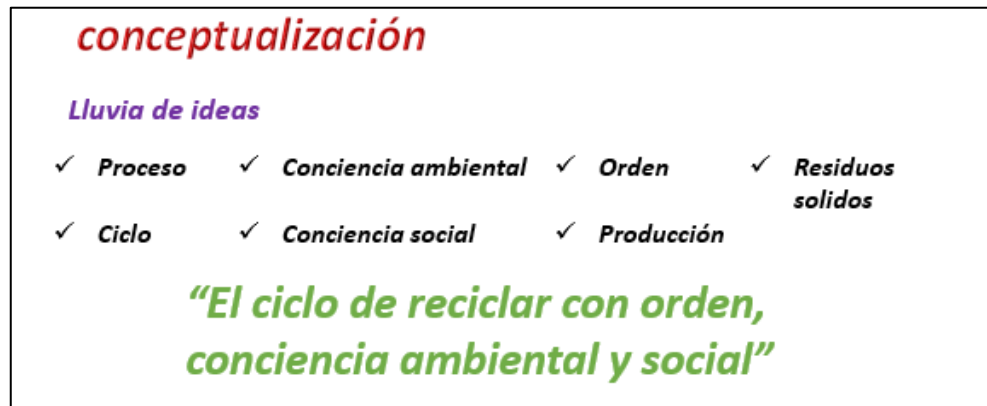 conceptualización
Lluvia de ideas
✓ Proceso ✓ Conciencia ambiental ✓ Orden ✓ Residuos
solidos
✓ Ciclo ✓ Conciencia social ✓ Producción
“El ciclo de reciclar con orden,
conciencia ambiental y social”